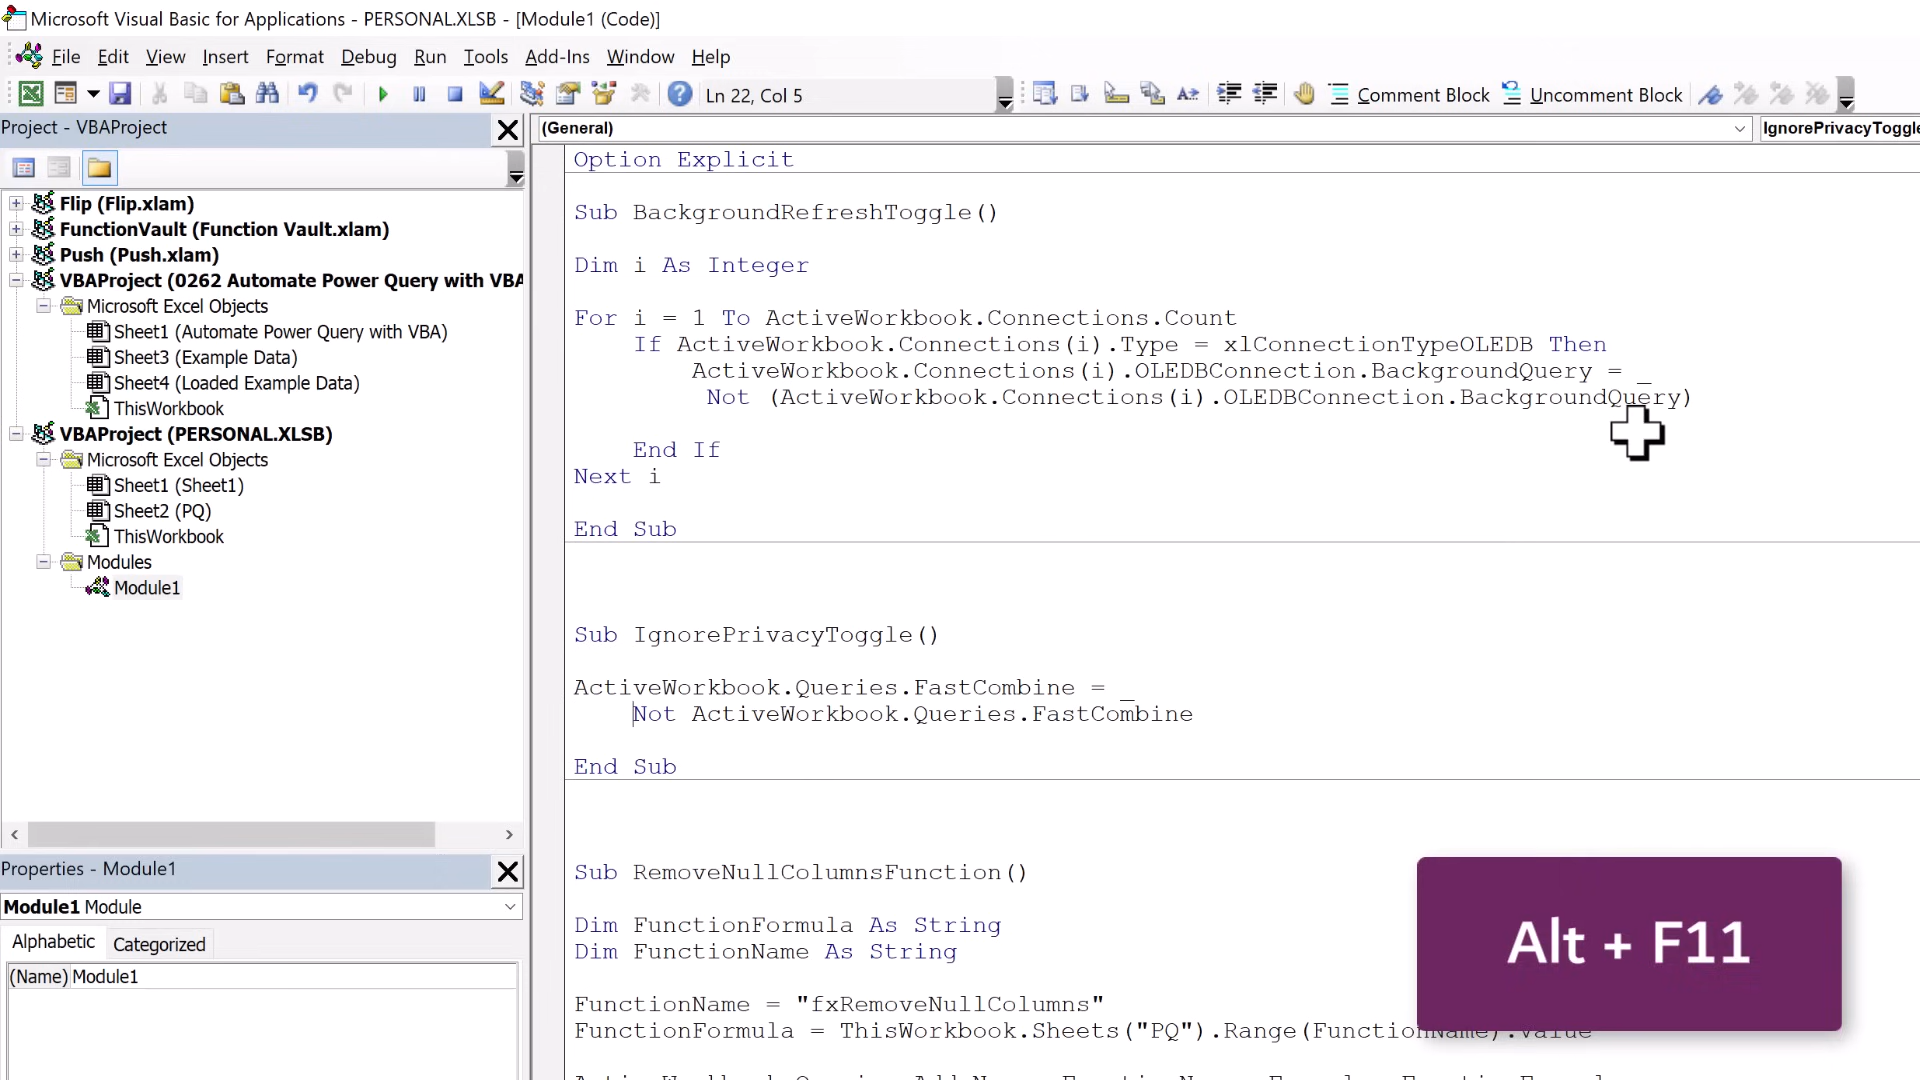 Microsoft Visual Basic for Applications - PERSONAL.XLSB - [Module1 (Code)]
File Edit View Insert Format Debug Run Tools Add-Ins Window Help
Ln 22, Col 5
Comment Block
Uncomment Block
Project - VBAProject
Flip (Flip.xlam)
FunctionVault (Function Vault.xlam)
Push (Push.xlam)
VBAProject (0262 Automate Power Query with VBA
Microsoft Excel Objects
Sheet1 (Automate Power Query with VBA)
Sheet3 (Example Data)
Sheet4 (Loaded Example Data)
ThisWorkbook
VBAProject (PERSONAL.XLSB)
Microsoft Excel Objects
Sheet1 (Sheet1)
Sheet2 (PQ)
ThisWorkbook
Modules
Module1
Properties - Module1
Module1 Module
Alphabetic Categorized
(Name) Module1
(General)
IgnorePrivacyToggle
Option Explicit
Sub BackgroundRefreshToggle()
Dim i As Integer
For i = 1 To ActiveWorkbook.Connections.Count
If ActiveWorkbook.Connections(i).Type = xlConnectionTypeOLEDB Then
ActiveWorkbook.Connections(i).OLEDBConnection.BackgroundQuery = _
Not (ActiveWorkbook.Connections(i).OLEDBConnection.BackgroundQuery)
End If
Next i
End Sub
Sub IgnorePrivacyToggle()
ActiveWorkbook.Queries.FastCombine = _
Not ActiveWorkbook.Queries.FastCombine
End Sub
Sub RemoveNullColumnsFunction()
Dim FunctionFormula As String
Dim FunctionName As String
FunctionName = "fxRemoveNullColumns"
FunctionFormula = ThisWorkbook.Sheets("PQ").Range(FunctionName).Value
Alt + F11